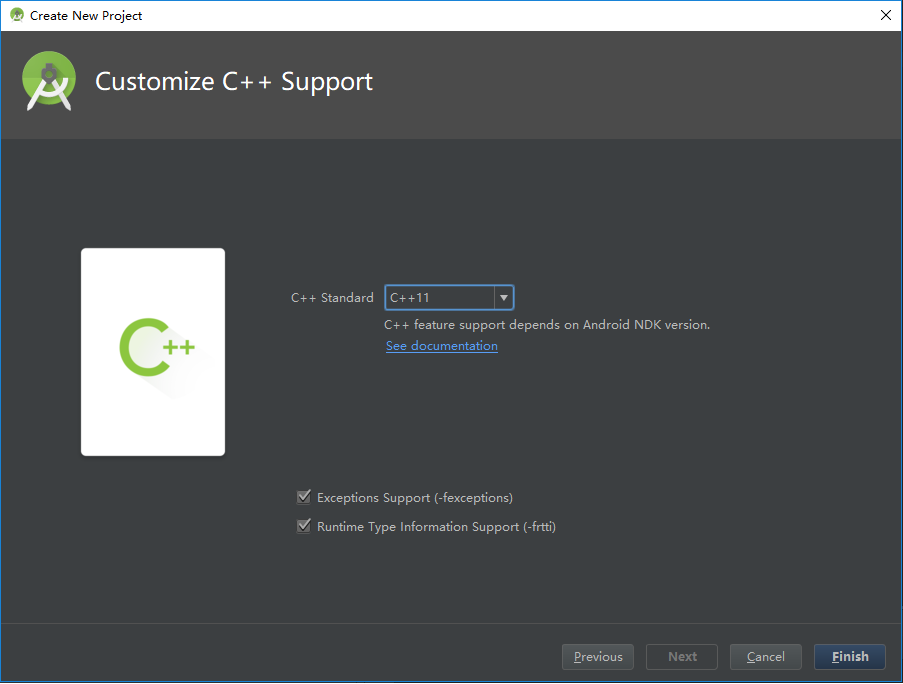 Create New Project
Customize C++ Support
C++ Standard C++11
C++ feature support depends on Android NDK version.
See documentation
C++
Exceptions Support (-fexceptions)
Runtime Type Information Support (-frtti)
Previous Next Cancel Finish